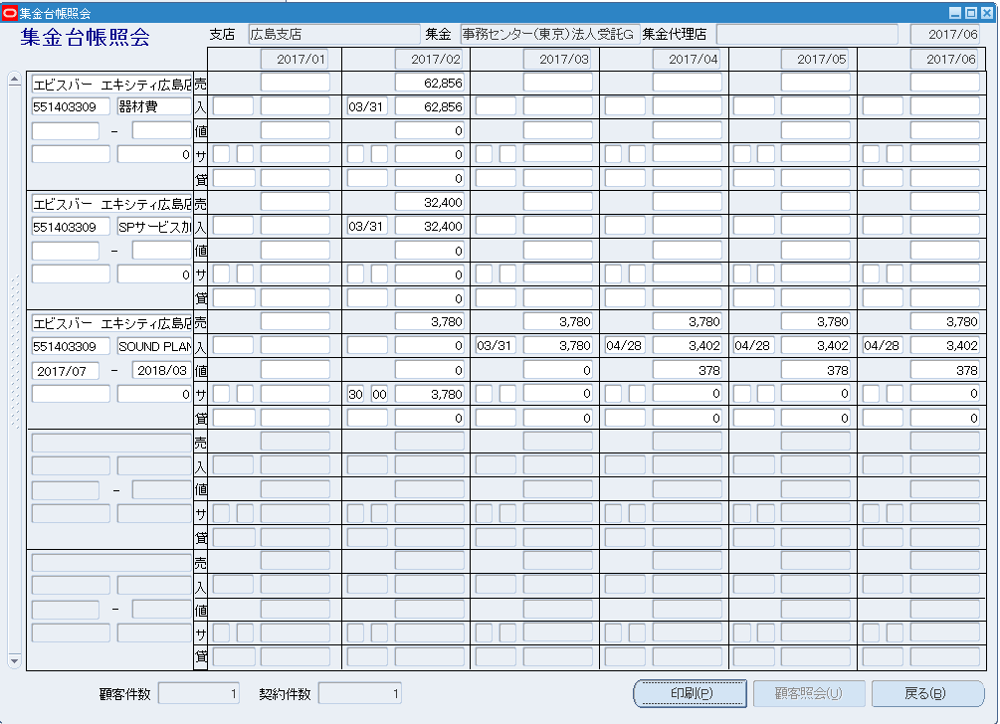 集金台帳照会
集金台帳照会 支店 広島支店 集金 事務センター(東京)法人受託G 集金代理店 2017/06
2017/01 2017/02 2017/03 2017/04 2017/05 2017/06
エビスバー エキシティ広島店 売 62,856
551403309 器材費 入 03/31 62,856
- 値 0
0 サ 0
貸 0
エビスバー エキシティ広島店 売 32,400
551403309 SPサービス加 入 03/31 32,400
- 値 0
0 サ 0
貸 0
エビスバー エキシティ広島店 売 3,780 3,780 3,780 3,780 3,780
551403309 SOUND PLAN 入 0 03/31 3,780 04/28 3,402 04/28 3,402 04/28 3,402
2017/07 - 2018/03 値 0 0 378 378 378
0 サ 30 00 3,780 0 0 0 0
貸 0 0 0 0 0
売
入
- 値
サ
貸
売
入
- 値
サ
貸
顧客件数 1 契約件数 1 印刷(P) 顧客照会(U) 戻る(B)